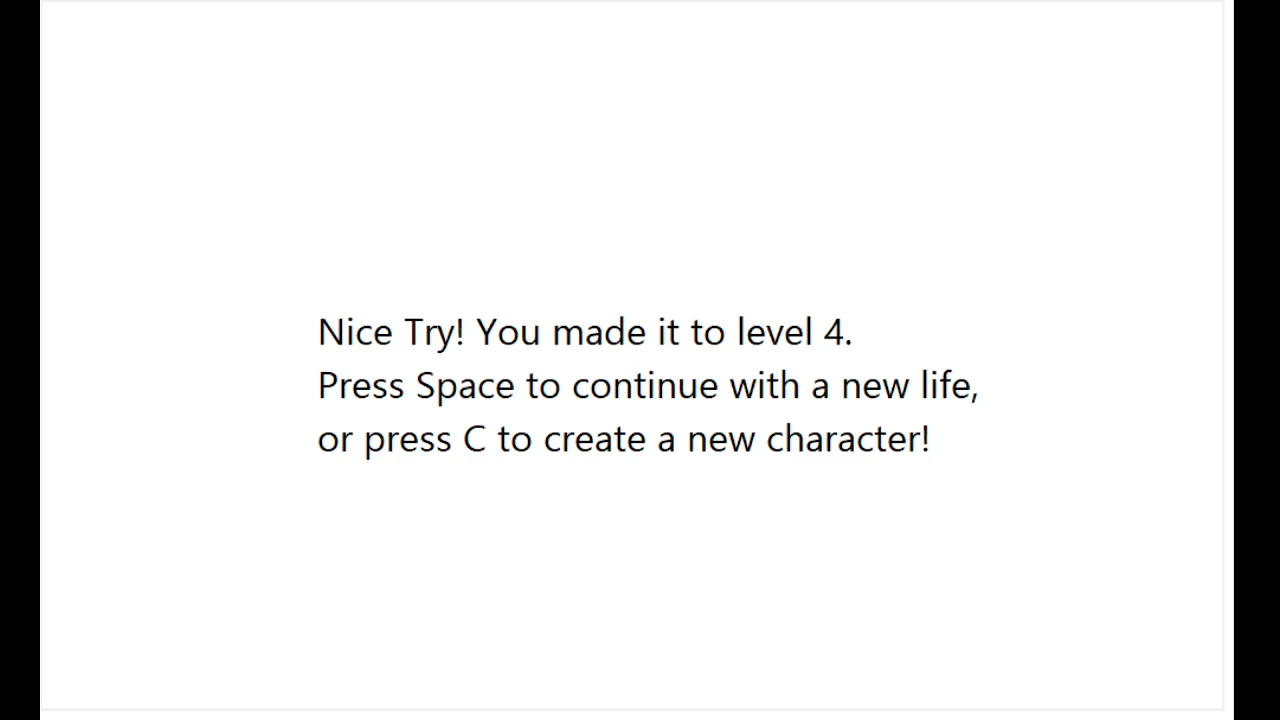 Nice Try! You made it to level 4.
Press Space to continue with a new life,
or press C to create a new character!